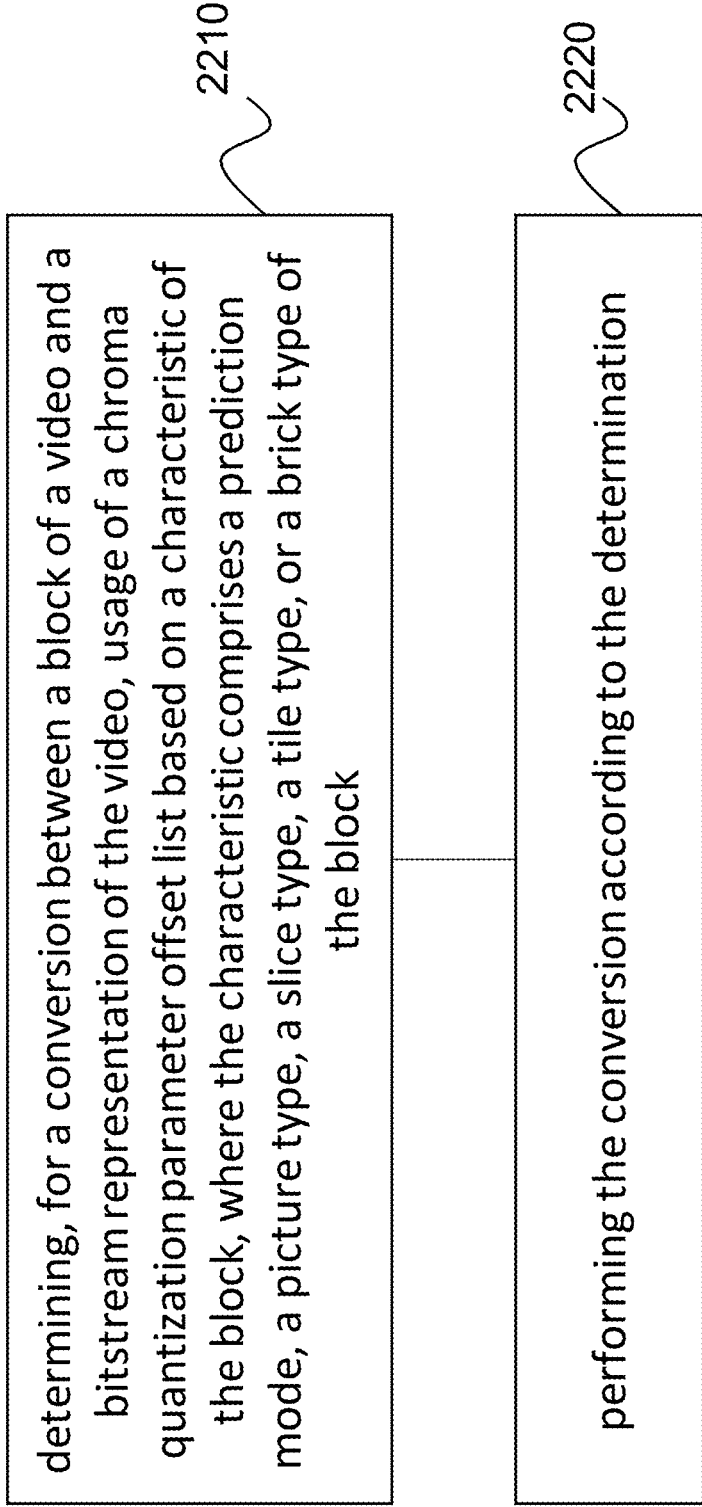 determining, for a conversion between a block of a video and a
bitstream representation of the video, usage of a chroma
quantization parameter offset list based on a characteristic of
the block, where the characteristic comprises a prediction
mode, a picture type, a slice type, a tile type, or a brick type of
the block
2210
performing the conversion according to the determination
2220